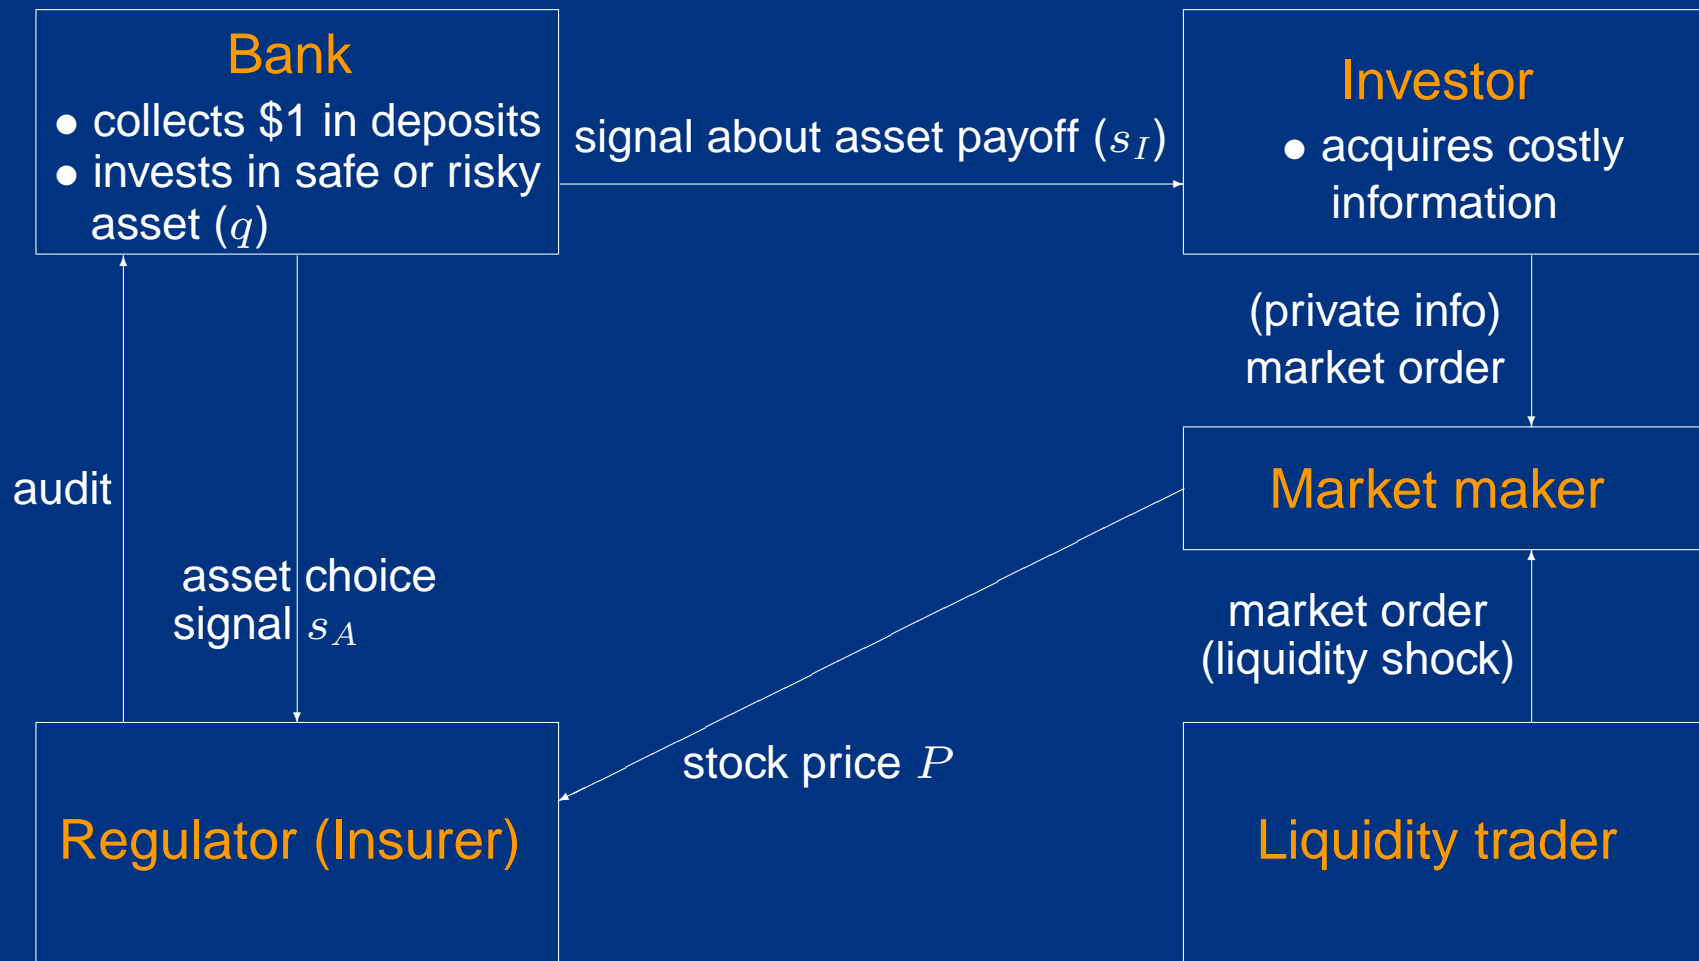 Bank
• collects $1 in deposits
• invests in safe or risky
asset (q)
signal about asset payoff (s_I)
Investor
• acquires costly
information
(private info)
market order
Market maker
audit
asset choice
signal s_A
market order
(liquidity shock)
stock price P
Regulator (Insurer)
Liquidity trader